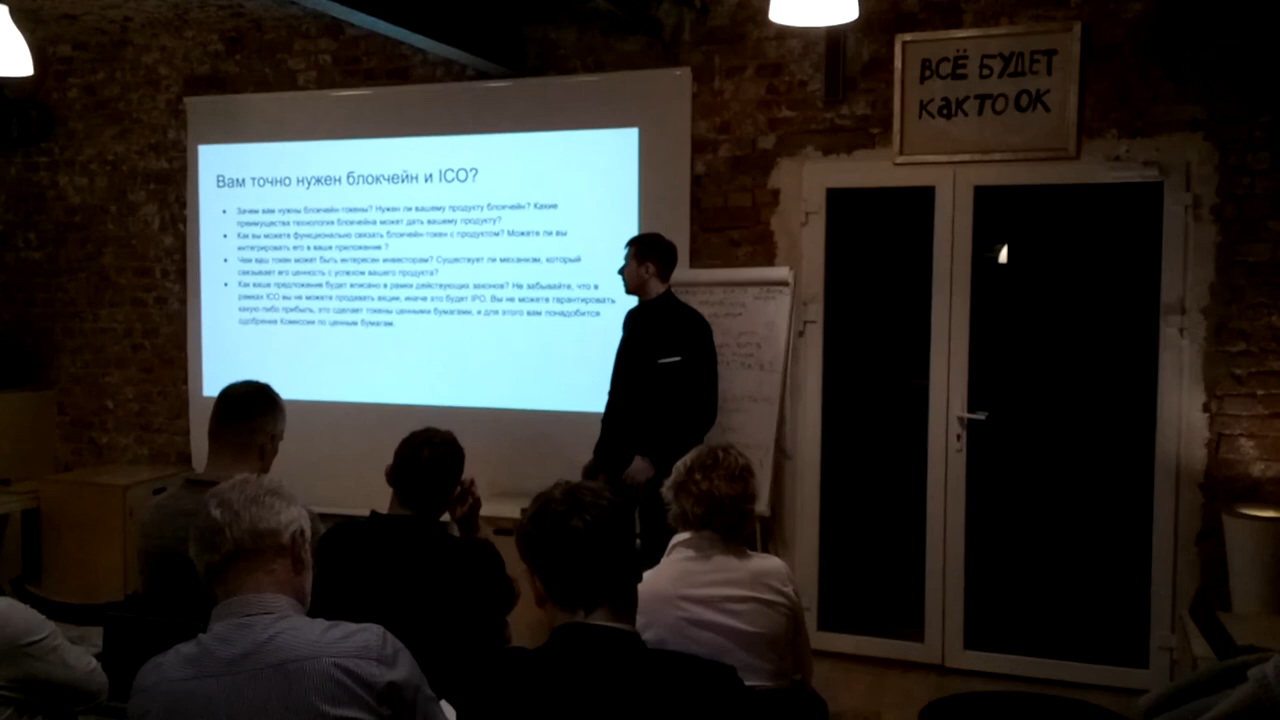 ВСЁ БУДЕТ
КАК ТО ОК
Вам точно нужен блокчейн и ICO?
Зачем вам нужны блокчейн-токены? Нужен ли вашему продукту блокчейн? Какие
преимущества технология блокчейна может дать вашему продукту?
Как вы можете функционально связать блокчейн-токен с продуктом? Можете ли вы
интегрировать его в ваше приложение ?
Чем ваш токен может быть интересен инвесторам? Существует ли механизм, который
связывает его ценность с успехом вашего продукта?
Как ваше предложение будет вписано в рамки действующих законов? Не забывайте, что в
рамках ICO вы не можете продавать акции, иначе это будет IPO. Вы не можете гарантировать
какую-либо прибыль, это сделает токены ценными бумагами, и для этого вам понадобится
одобрение Комиссии по ценным бумагам.